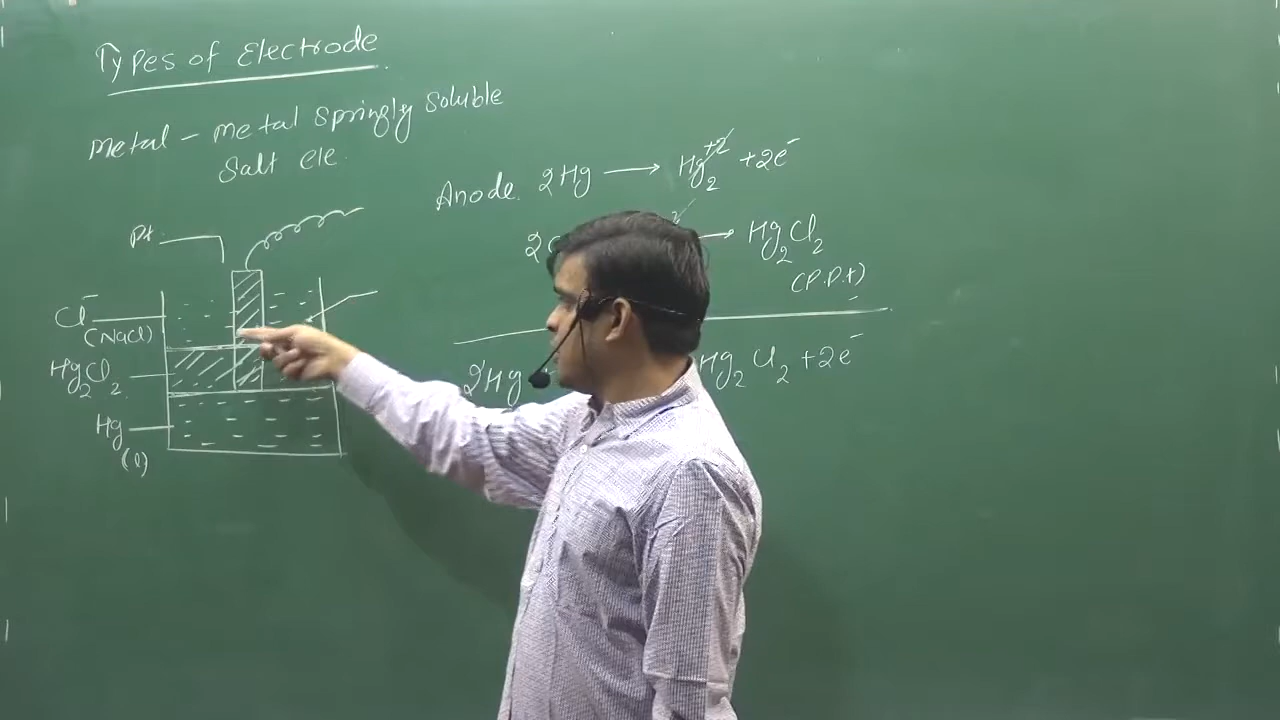 Types of Electrode
Metal - Metal Springly Soluble
Salt ele.
Anode. 2Hg → Hg₂⁺² + 2e⁻
→ Hg₂Cl₂
(P.P.t)
2Hg Hg₂Cl₂ + 2e⁻
Pt.
Cl⁻
(NaCl)
Hg₂Cl₂
Hg
(l)